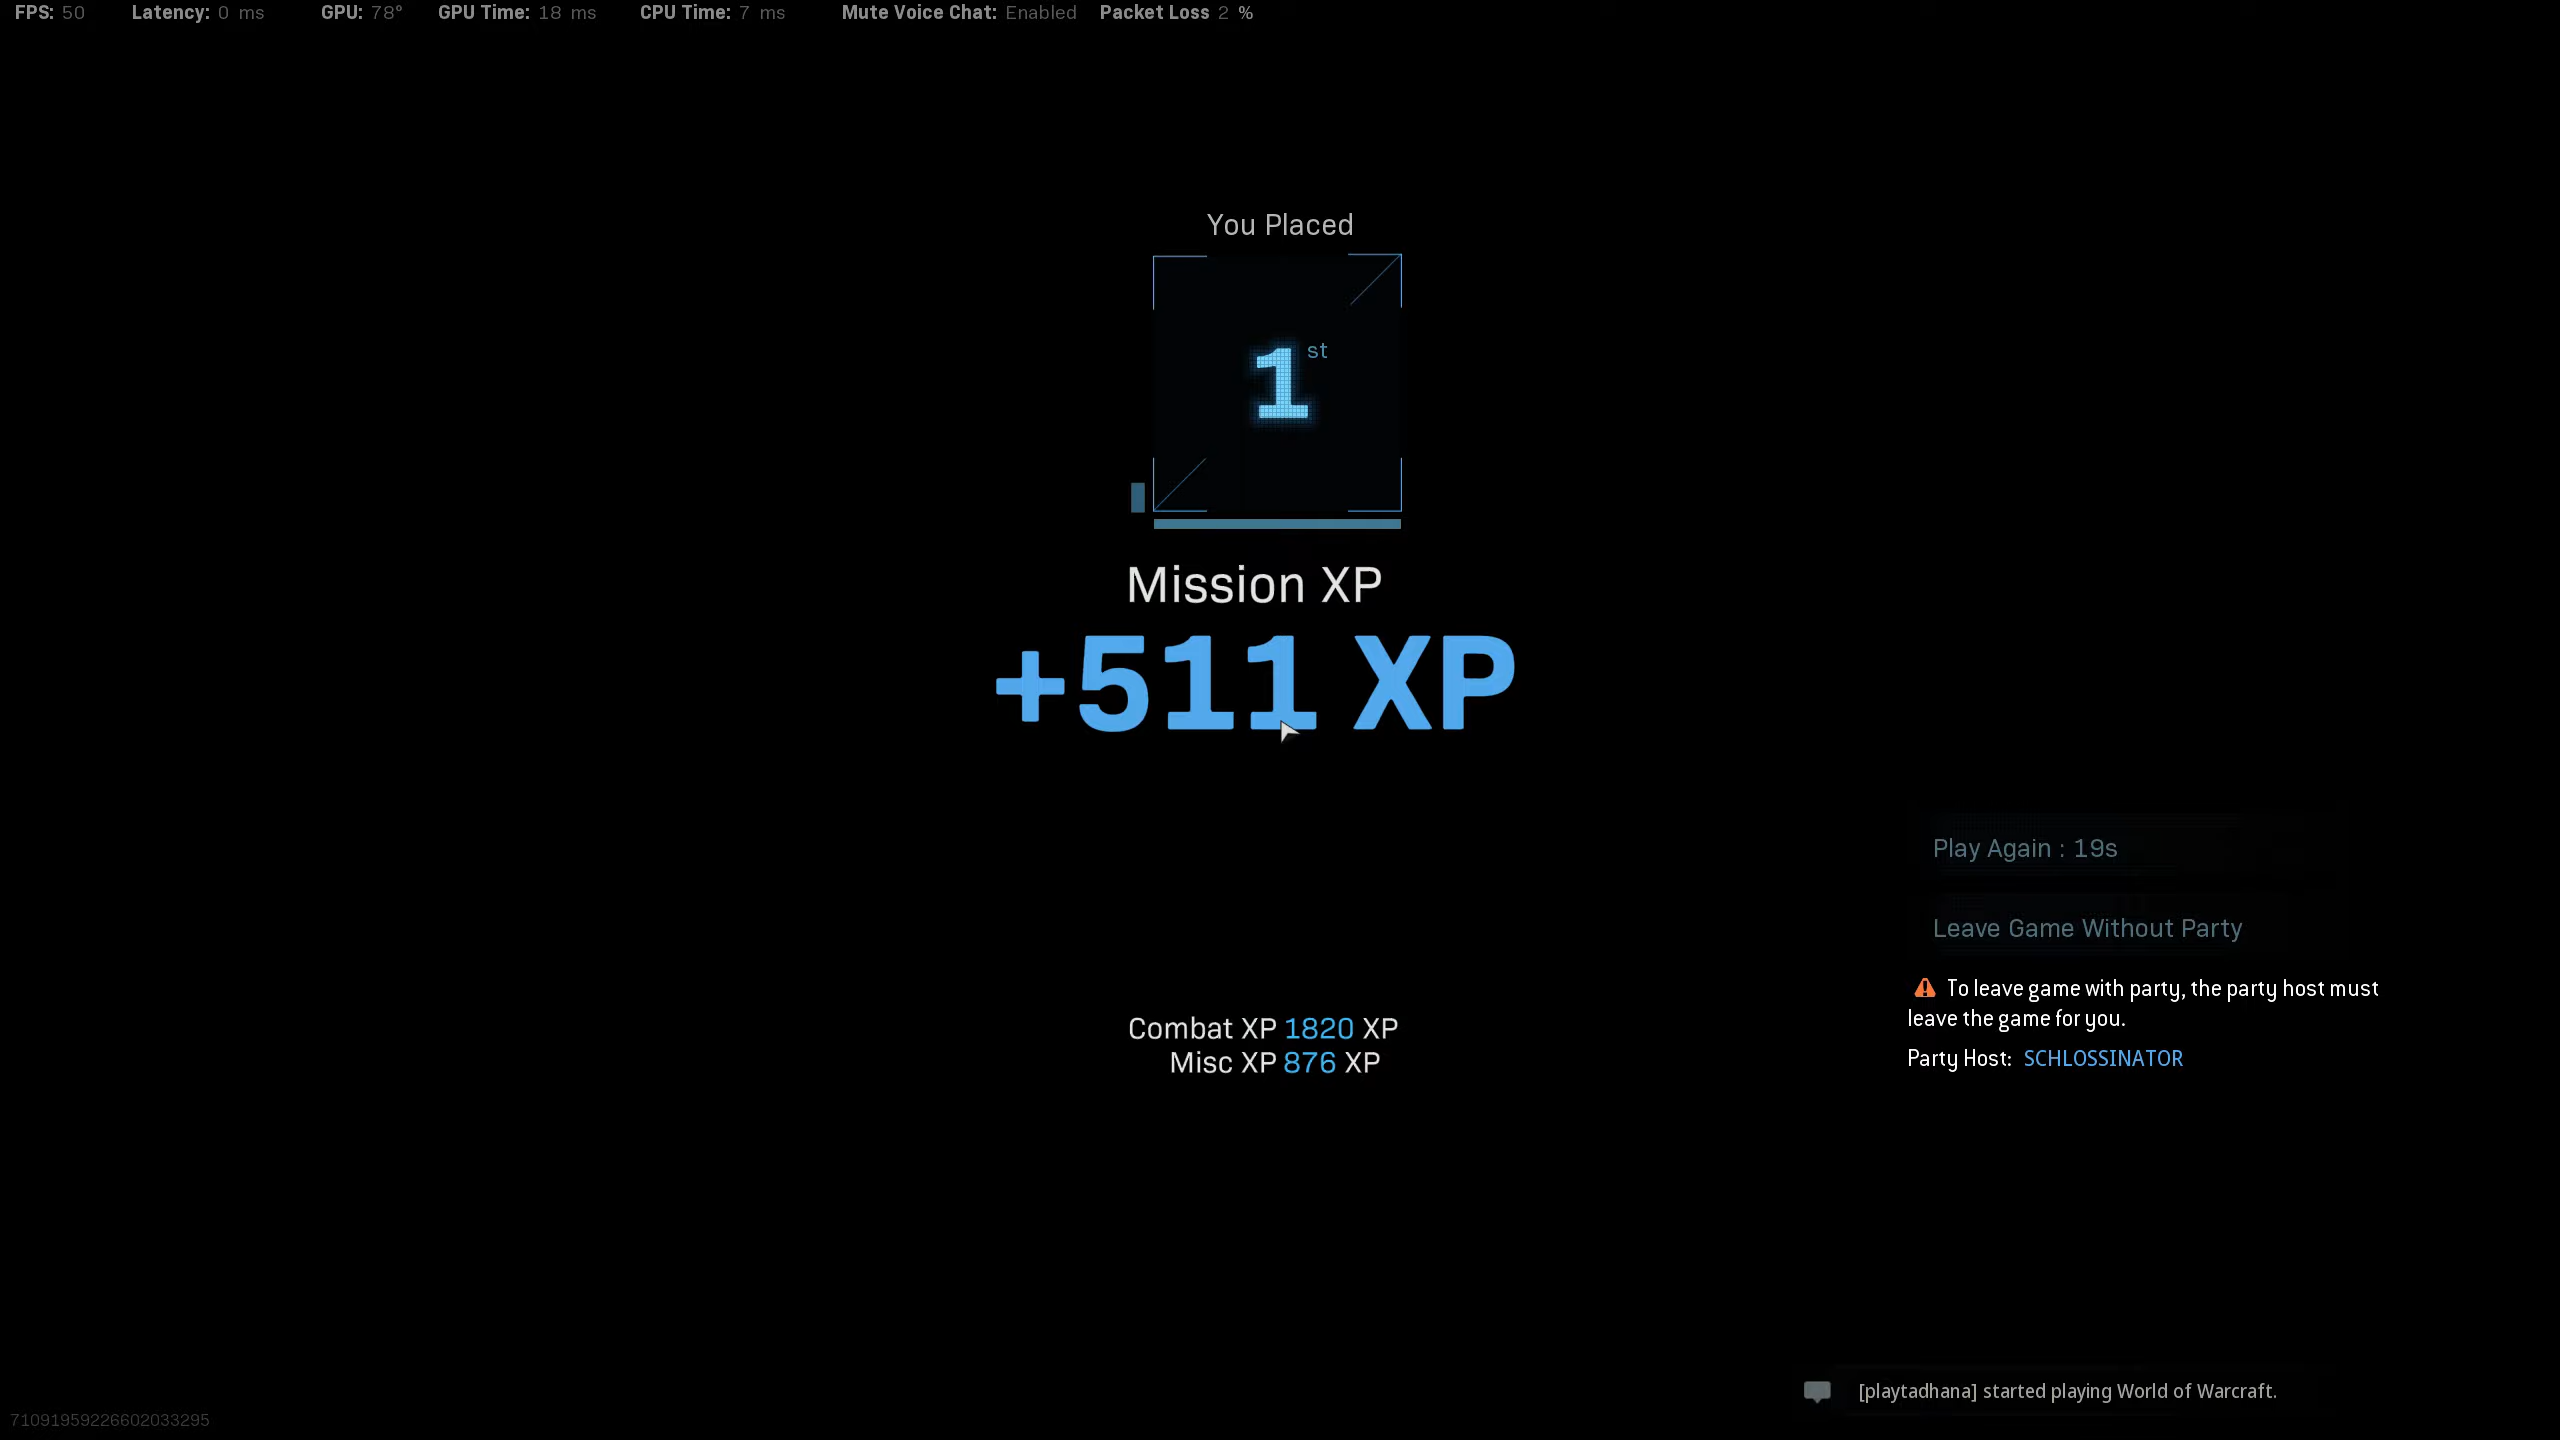 FPS: 50 Latency: 0 ms GPU: 78° GPU Time: 18 ms CPU Time: 7 ms Mute Voice Chat: Enabled Packet Loss 2 %
You Placed
1st
Mission XP
+511 XP
Play Again : 19s
Leave Game Without Party
To leave game with party, the party host must
leave the game for you.
Party Host: SCHLOSSINATOR
Combat XP 1820 XP
Misc XP 876 XP
[playtadhana] started playing World of Warcraft.
71091959226602033295